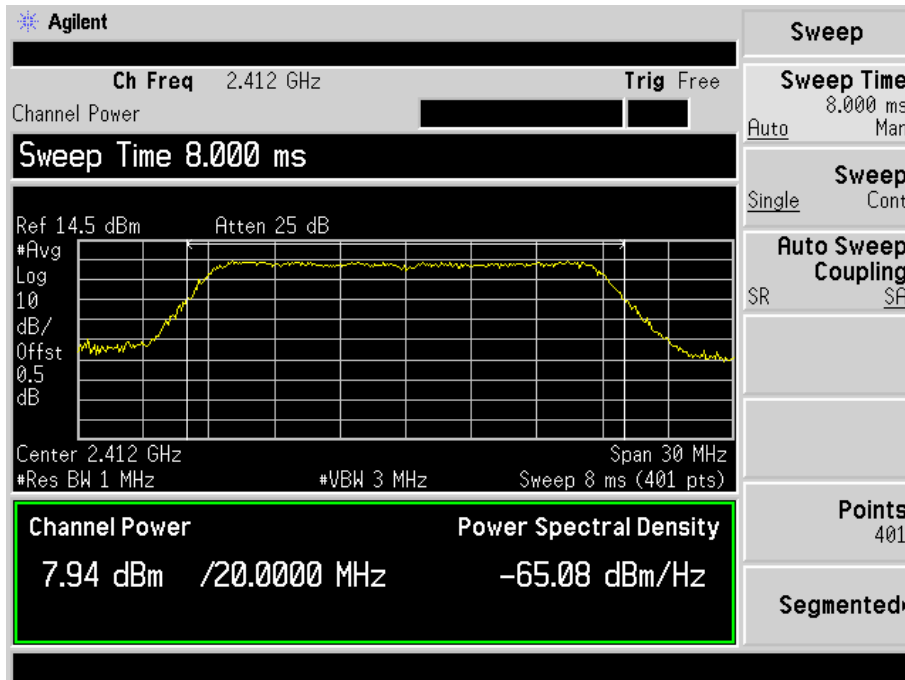 Agilent
Ch Freq 2.412 GHz Trig Free
Channel Power
Sweep Time 8.000 ms
Ref 14.5 dBm Atten 25 dB
#Avg
Log
10
dB/
Offst
0.5
dB
Center 2.412 GHz Span 30 MHz
#Res BW 1 MHz #VBW 3 MHz Sweep 8 ms (401 pts)
Channel Power Power Spectral Density
7.94 dBm /20.0000 MHz -65.08 dBm/Hz
Sweep
Sweep Time
8.000 ms
Auto Man
Sweep
Single Cont
Auto Sweep
Coupling
SR SA
Points
401
Segmented